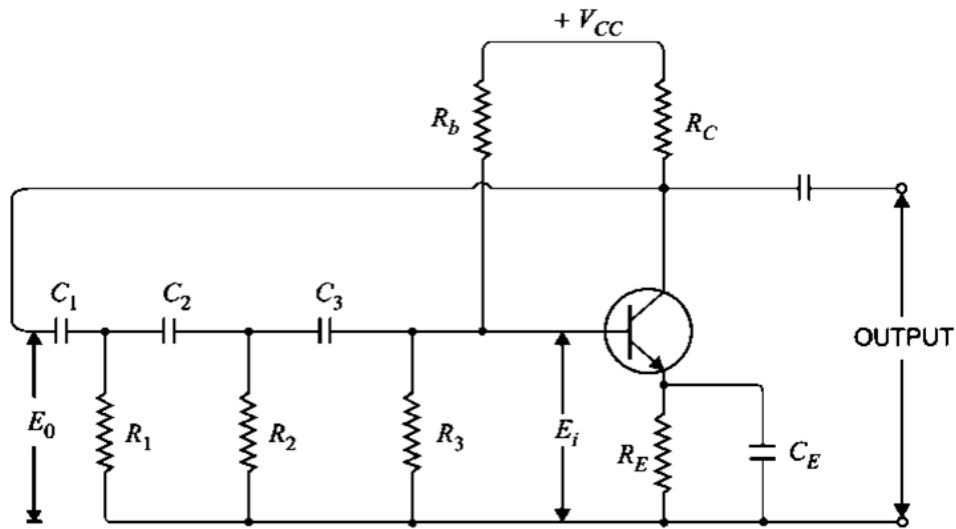 + V_CC
R_b
R_C
C_1
C_2
C_3
OUTPUT
E_0
R_1
R_2
R_3
E_i
R_E
C_E